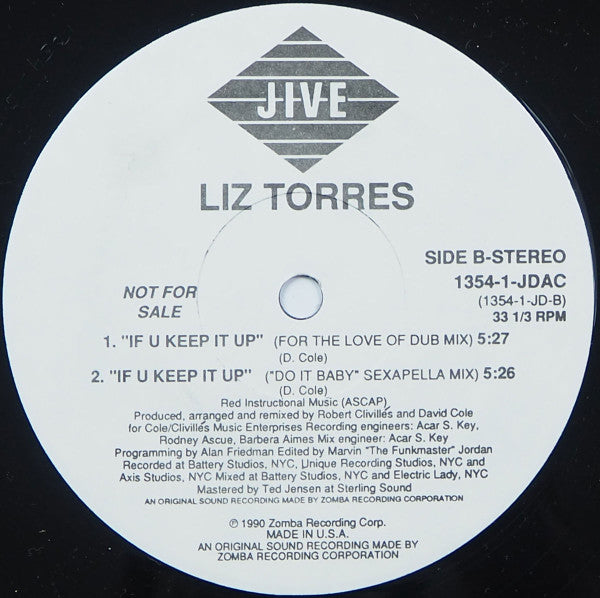 JIVE
LIZ TORRES
SIDE B-STEREO
1354-1-JDAC
(1354-1-JD-B)
33 1/3 RPM
NOT FOR
SALE
1. "IF U KEEP IT UP" (FOR THE LOVE OF DUB MIX) 5:27
(D. Cole)
2. "IF U KEEP IT UP" ("DO IT BABY" SEXAPELLA MIX) 5:26
(D. Cole)
Red Instructional Music (ASCAP)
Produced, arranged and remixed by Robert Clivilles and David Cole
for Cole/Clivillés Music Enterprises Recording engineers: Acar S. Key,
Rodney Ascue, Barbera Aimes Mix engineer: Acar S. Key
Programming by Alan Friedman Edited by Marvin "The Funkmaster" Jordan
Recorded at Battery Studios, NYC, Unique Recording Studios, NYC and
Axis Studios, NYC Mixed at Battery Studios, NYC and Electric Lady, NYC
Mastered by Ted Jensen at Sterling Sound
AN ORIGINAL SOUND RECORDING MADE BY ZOMBA RECORDING CORPORATION
℗ 1990 Zomba Recording Corp.
MADE IN U.S.A.
AN ORIGINAL SOUND RECORDING MADE BY
ZOMBA RECORDING CORPORATION